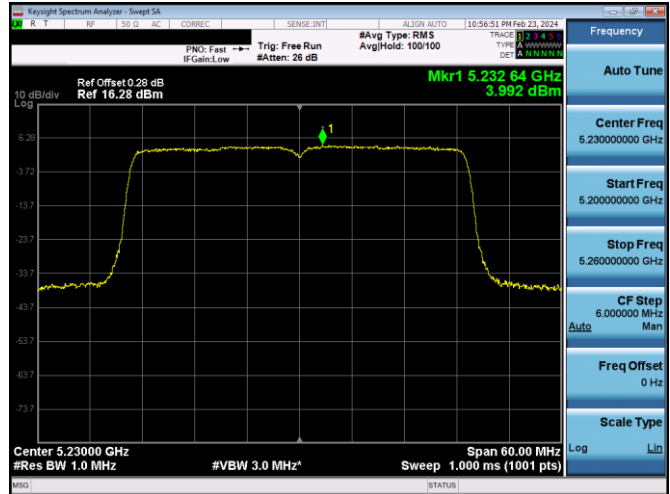 Keysight Spectrum Analyzer - Swept SA
LXI R T RF 50 Ω AC CORREC SENSE:INT ALIGN AUTO 10:56:51 PM Feb 23, 2024
PNO: Fast IFGain:Low
Trig: Free Run
#Atten: 26 dB
#Avg Type: RMS
Avg|Hold: 100/100
TRACE 1 2 3 4 5 6
TYPE A WWWWW
DET A N N N N N
Frequency
Mkr1 5.232 64 GHz
3.992 dBm
Ref Offset 0.28 dB
10 dB/div Ref 16.28 dBm
Log
1
6.28
-3.72
-13.7
-23.7
-33.7
-43.7
-53.7
-63.7
-73.7
Center 5.23000 GHz Span 60.00 MHz
#Res BW 1.0 MHz #VBW 3.0 MHz* Sweep 1.000 ms (1001 pts)
MSG STATUS
Auto Tune
Center Freq
5.230000000 GHz
Start Freq
5.200000000 GHz
Stop Freq
5.260000000 GHz
CF Step
6.000000 MHz
Auto Man
Freq Offset
0 Hz
Scale Type
Log Lin